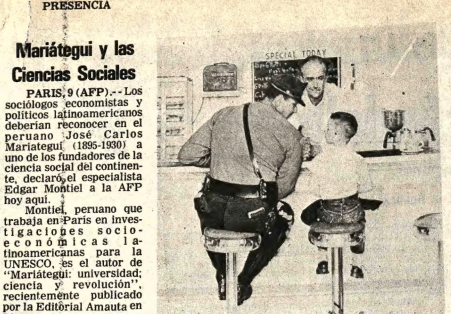 PRESENCIA
Mariátegui y las
Ciencias Sociales
PARIS, 9 (AFP).-- Los
sociólogos economistas y
políticos latinoamericanos
deberían reconocer en el
peruano José Carlos
Mariategui (1895-1930) a
uno de los fundadores de la
ciencia social del continen-
te, declaró el especialista
Edgar Montiel a la AFP
hoy aqui.
Montiel, peruano que
trabaja en París en inves-
tigaciones socio-
económicas la-
tinoamericanas para la
UNESCO, es el autor de
"Mariátegui: universidad;
ciencia y revolución",
recientemente publicado
por la Editorial Amauta en
SPECIAL TODAY